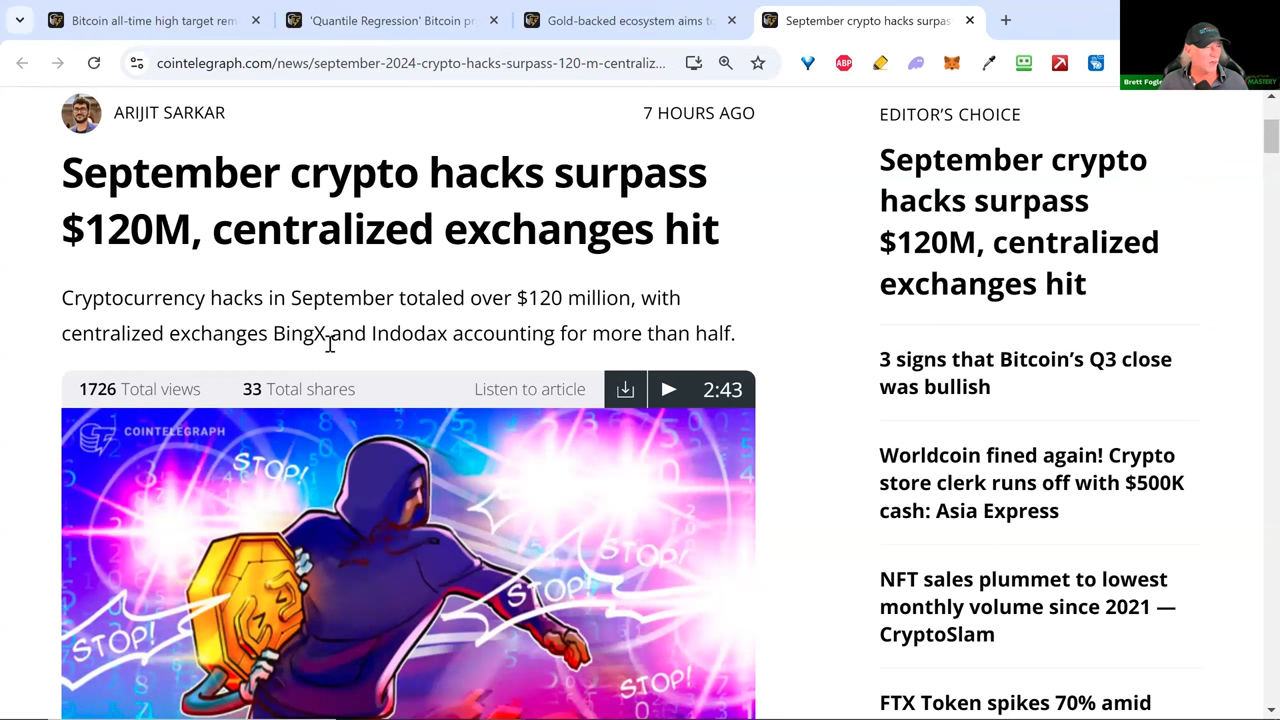 Bitcoin all-time high target rem
'Quantile Regression' Bitcoin pr
Gold-backed ecosystem aims to
September crypto hacks surpas
cointelegraph.com/news/september-2024-crypto-hacks-surpass-120-m-centraliz...
ABP
Brett Fogle
MASTERY
ARIJIT SARKAR
7 HOURS AGO
September crypto hacks surpass
$120M, centralized exchanges hit
Cryptocurrency hacks in September totaled over $120 million, with
centralized exchanges BingX and Indodax accounting for more than half.
1726 Total views
33 Total shares
Listen to article
2:43
COINTELEGRAPH
STOP!
STOP!
STOP!
STOP!
STOP!
EDITOR'S CHOICE
September crypto
hacks surpass
$120M, centralized
exchanges hit
3 signs that Bitcoin's Q3 close
was bullish
Worldcoin fined again! Crypto
store clerk runs off with $500K
cash: Asia Express
NFT sales plummet to lowest
monthly volume since 2021 —
CryptoSlam
FTX Token spikes 70% amid